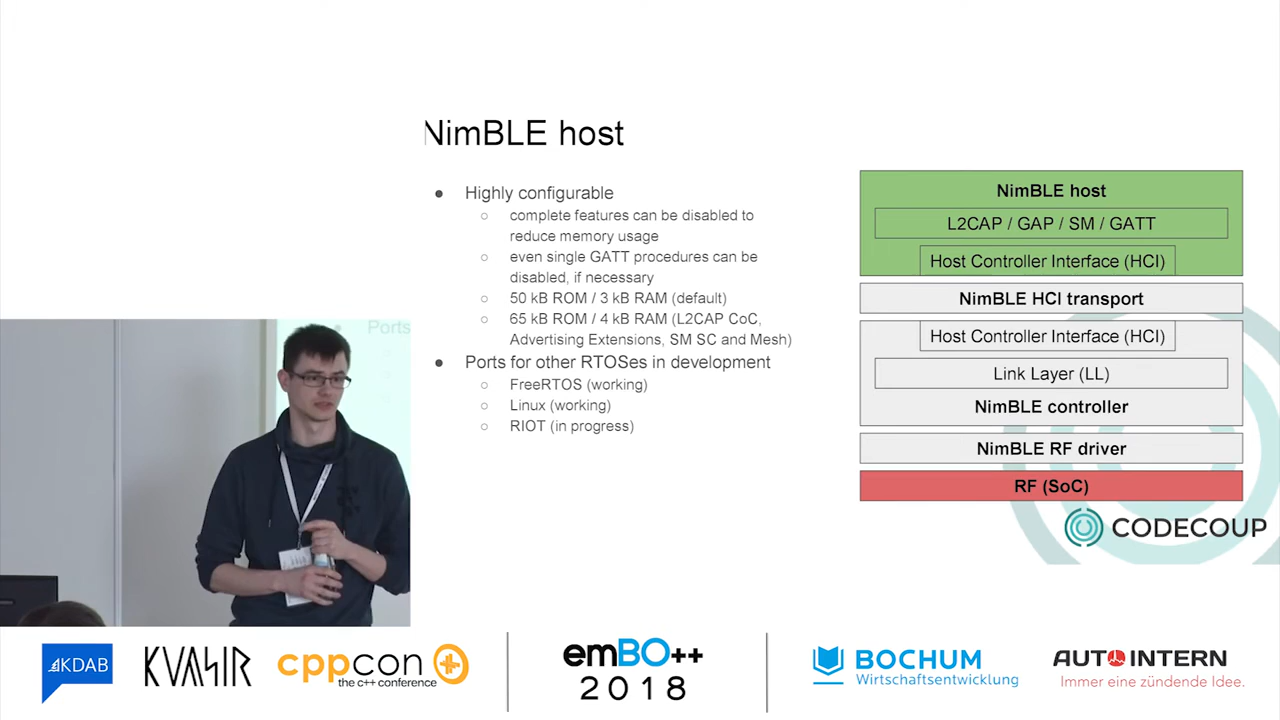 NimBLE host
● Highly configurable
○ complete features can be disabled to
reduce memory usage
○ even single GATT procedures can be
disabled, if necessary
○ 50 kB ROM / 3 kB RAM (default)
○ 65 kB ROM / 4 kB RAM (L2CAP CoC,
Advertising Extensions, SM SC and Mesh)
● Ports for other RTOSes in development
○ FreeRTOS (working)
○ Linux (working)
○ RIOT (in progress)
NimBLE host
L2CAP / GAP / SM / GATT
Host Controller Interface (HCI)
NimBLE HCI transport
Host Controller Interface (HCI)
Link Layer (LL)
NimBLE controller
NimBLE RF driver
RF (SoC)
CODECOUP
Ports
KDAB
KVASIR
cppcon
the c++ conference
emBO++
2018
BOCHUM
Wirtschaftsentwicklung
AUTOINTERN
Immer eine zündende Idee.